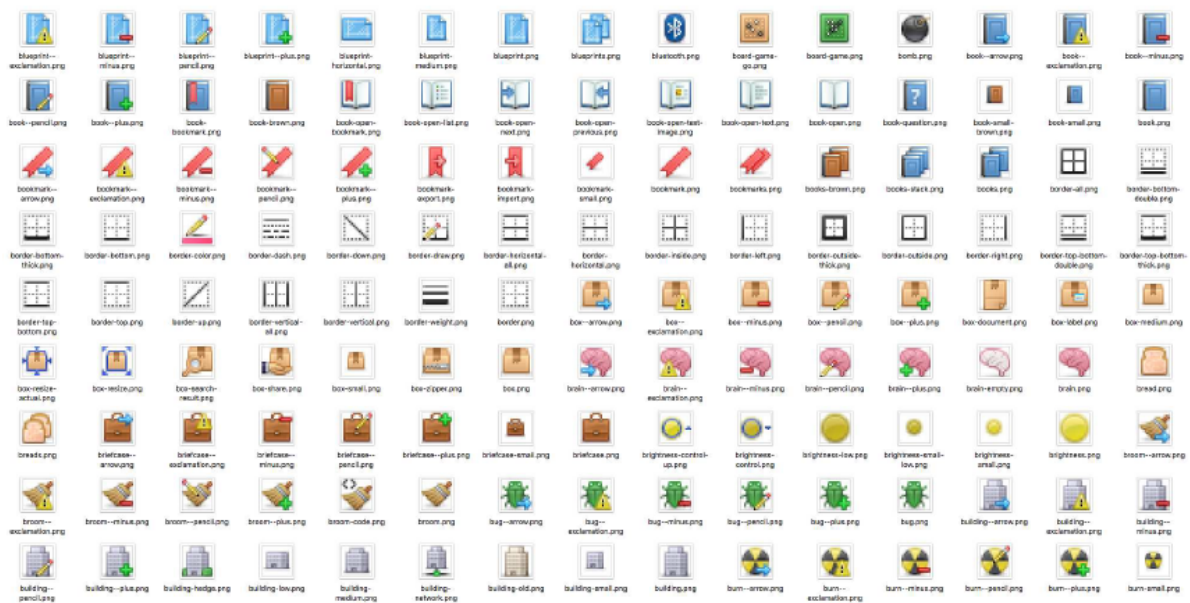 blueprint--
exclamation.png
blueprint--
minus.png
blueprint--
pencil.png
blueprint--plus.png
blueprint-
horizontal.png
blueprint-
medium.png
blueprint.png
blueprints.png
bluetooth.png
board-game-
go.png
board-game.png
bomb.png
book--arrow.png
book--
exclamation.png
book--minus.png
book--pencil.png
book--plus.png
book-
bookmark.png
book-brown.png
book-open-
bookmark.png
book-open-list.png
book-open-
next.png
book-open-
previous.png
book-open-text-
image.png
book-open-text.png
book-open.png
book-question.png
book-small-
brown.png
book-small.png
book.png
bookmark--
arrow.png
bookmark--
exclamation.png
bookmark--
minus.png
bookmark--
pencil.png
bookmark--
plus.png
bookmark-
export.png
bookmark-
import.png
bookmark-
small.png
bookmark.png
bookmarks.png
books-brown.png
books-stack.png
books.png
border-all.png
border-bottom-
double.png
border-bottom-
thick.png
border-bottom.png
border-color.png
border-dash.png
border-down.png
border-draw.png
border-horizontal-
all.png
border-
horizontal.png
border-inside.png
border-left.png
border-outside-
thick.png
border-outside.png
border-right.png
border-top-bottom-
double.png
border-top-bottom-
thick.png
border-top-
bottom.png
border-top.png
border-up.png
border-vertical-
all.png
border-vertical.png
border-weight.png
border.png
box--arrow.png
box--
exclamation.png
box--minus.png
box--pencil.png
box--plus.png
box-document.png
box-label.png
box-medium.png
box-resize-
actual.png
box-resize.png
box-search-
result.png
box-share.png
box-small.png
box-zipper.png
box.png
brain--arrow.png
brain--
exclamation.png
brain--minus.png
brain--pencil.png
brain--plus.png
brain-empty.png
brain.png
bread.png
breads.png
briefcase--
arrow.png
briefcase--
exclamation.png
briefcase--
minus.png
briefcase--
pencil.png
briefcase--plus.png
briefcase-small.png
briefcase.png
brightness-control-
up.png
brightness-
control.png
brightness-low.png
brightness-small-
low.png
brightness-
small.png
brightness.png
broom--arrow.png
broom--
exclamation.png
broom--minus.png
broom--pencil.png
broom--plus.png
broom-code.png
broom.png
bug--arrow.png
bug--
exclamation.png
bug--minus.png
bug--pencil.png
bug--plus.png
bug.png
building--arrow.png
building--
exclamation.png
building--
minus.png
building--
pencil.png
building--plus.png
building-hedge.png
building-low.png
building-
medium.png
building-
network.png
building-old.png
building-small.png
building.png
burn--arrow.png
burn--
exclamation.png
burn--minus.png
burn--pencil.png
burn--plus.png
burn-small.png